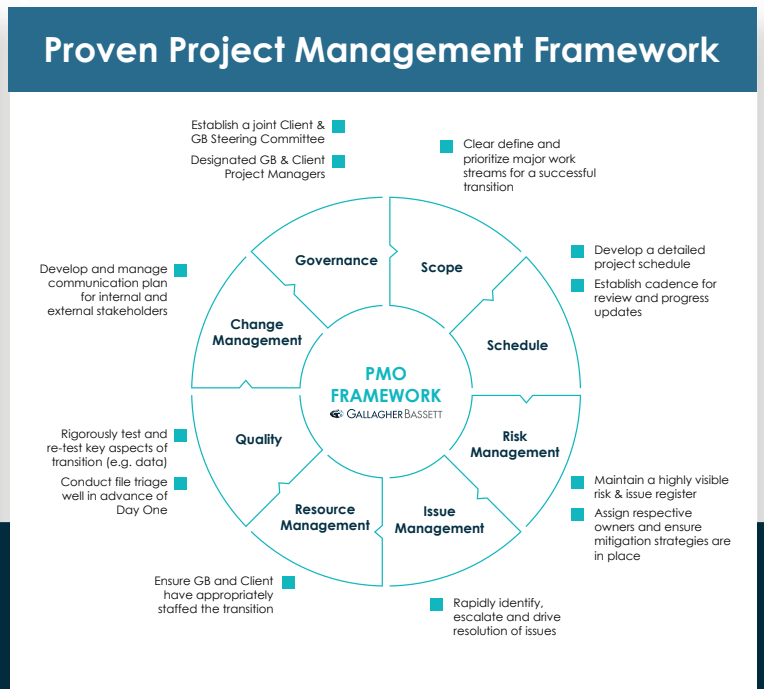 Proven Project Management Framework
Establish a joint Client &
GB Steering Committee
Designated GB & Client
Project Managers
Clear define and
prioritize major work
streams for a successful
transition
Governance
Scope
Develop a detailed
project schedule
Establish cadence for
review and progress
updates
Develop and manage
communication plan
for internal and
external stakeholders
Change
Management
Schedule
PMO
FRAMEWORK
GALLAGHER BASSETT
Quality
Risk
Management
Rigorously test and
re-test key aspects of
transition (e.g. data)
Conduct file triage
well in advance of
Day One
Maintain a highly visible
risk & issue register
Assign respective
owners and ensure
mitigation strategies are
in place
Resource
Management
Issue
Management
Ensure GB and Client
have appropriately
staffed the transition
Rapidly identify,
escalate and drive
resolution of issues